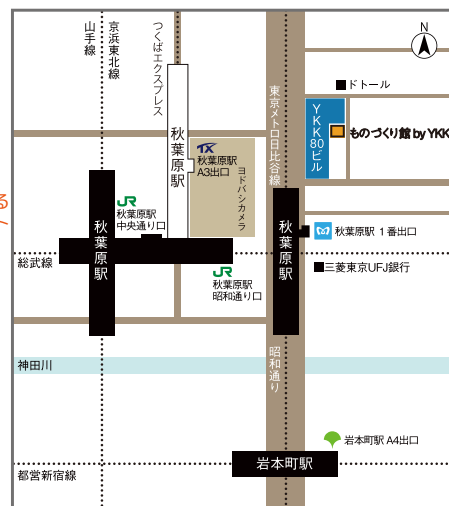 山手線
京浜東北線
つくばエクスプレス
N
東京メトロ日比谷線
ドトール
YKK80ビル
ものづくり館 by YKK
秋葉原駅
TX
秋葉原駅
A3出口
ヨドバシカメラ
る
JR
秋葉原駅
中央通り口
秋葉原駅
秋葉原駅
秋葉原駅 1番出口
総武線
JR
秋葉原駅
昭和通り口
三菱東京UFJ銀行
昭和通り
神田川
岩本町駅 A4出口
岩本町駅
都営新宿線